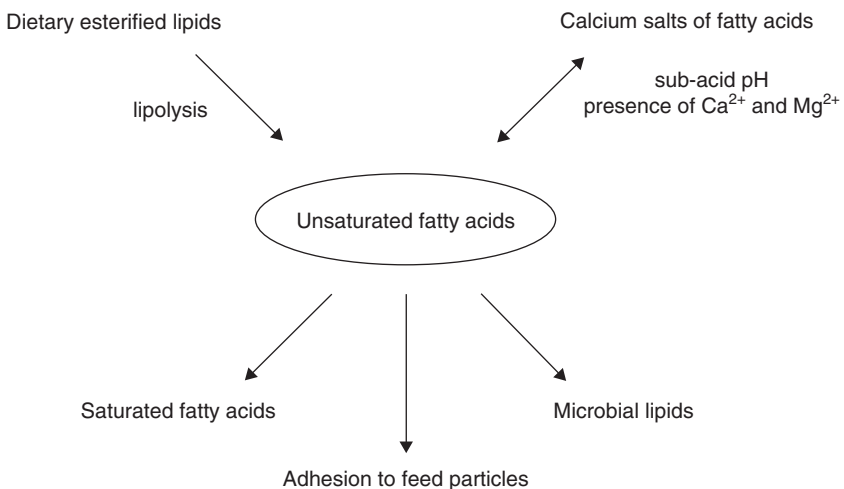 Dietary esterified lipids
Calcium salts of fatty acids
lipolysis
sub-acid pH
presence of Ca²⁺ and Mg²⁺
Unsaturated fatty acids
Saturated fatty acids
Microbial lipids
Adhesion to feed particles